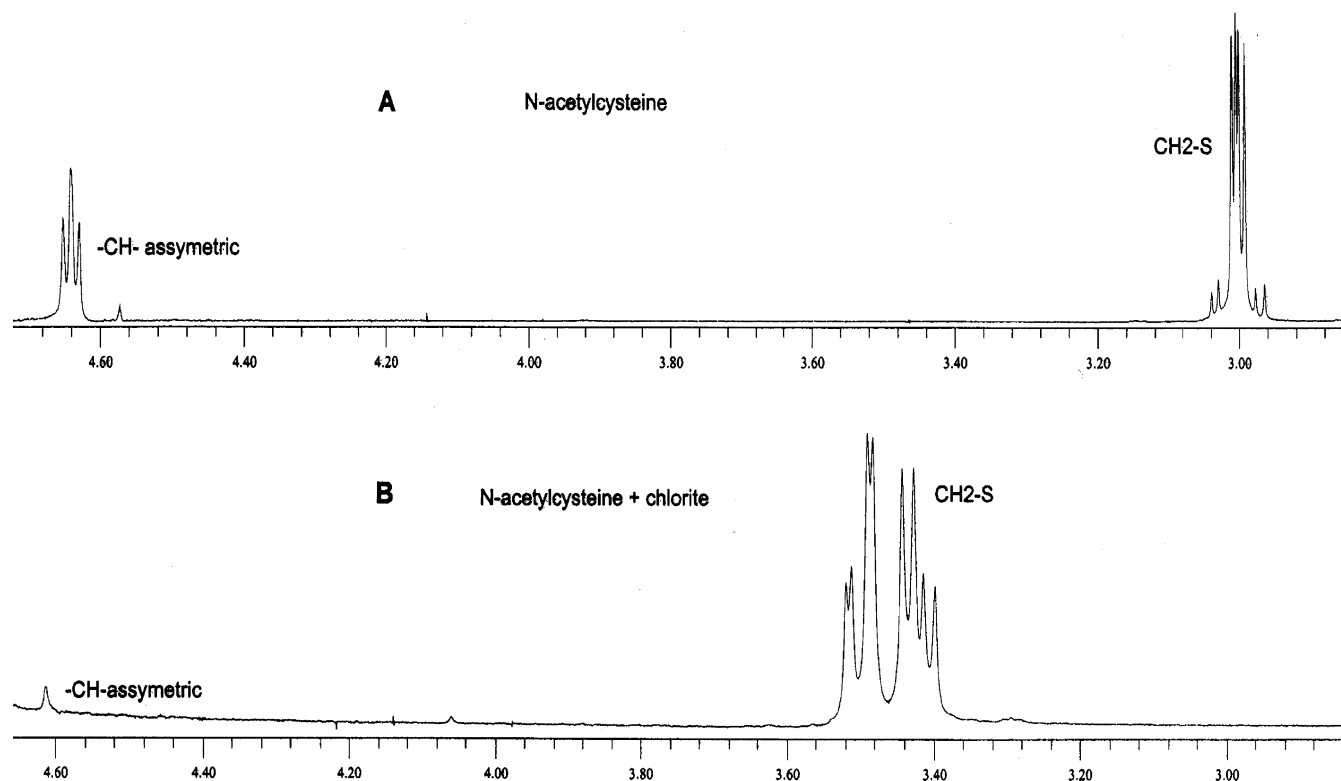 A N-acetylcysteine
CH2-S
-CH- assymetric
4.60 4.40 4.20 4.00 3.80 3.60 3.40 3.20 3.00
B N-acetylcysteine + chlorite
CH2-S
-CH-assymetric
4.60 4.40 4.20 4.00 3.80 3.60 3.40 3.20 3.00